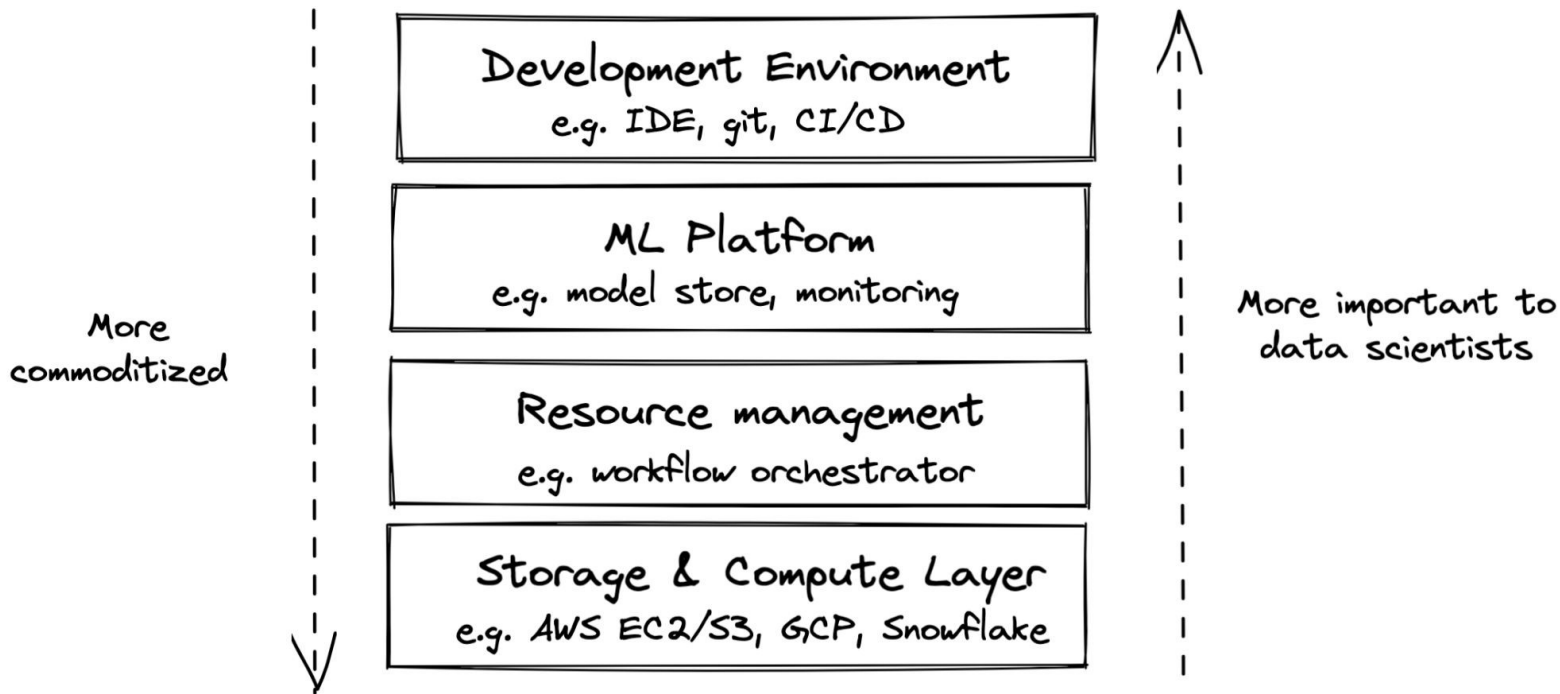 Development Environment
e.g. IDE, git, CI/CD
ML Platform
e.g. model store, monitoring
More
commoditized
More important to
data scientists
Resource management
e.g. workflow orchestrator
Storage & Compute Layer
e.g. AWS EC2/S3, GCP, Snowflake